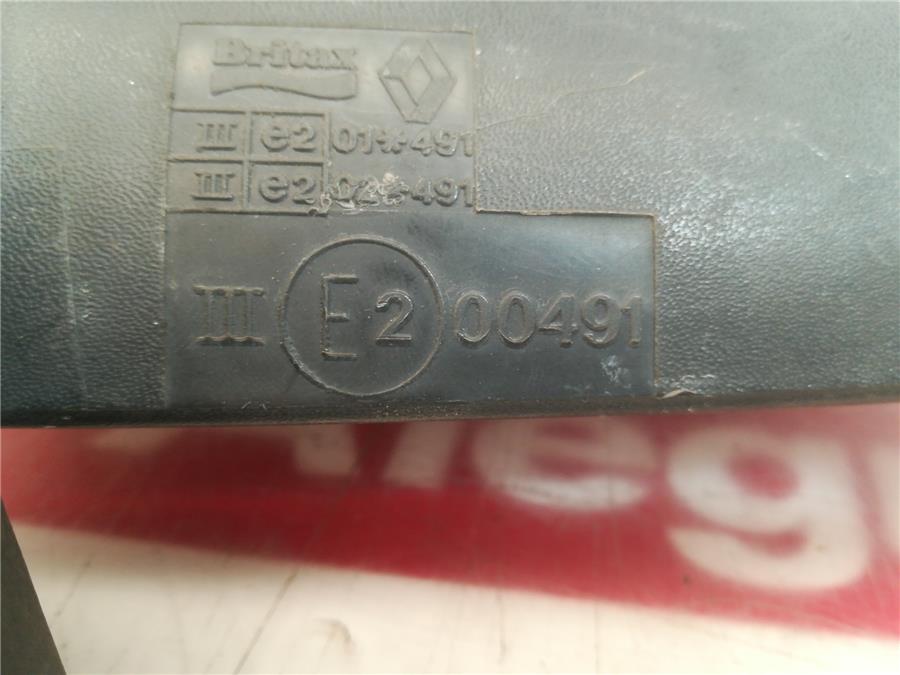 Britax
III e2 01*491
III e2 02*491
III E2 00491